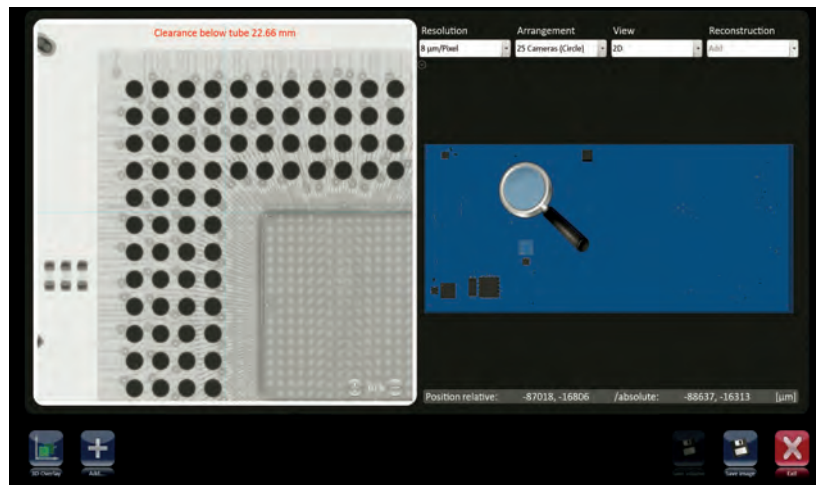 Clearance below tube 22.66 mm
Resolution Arrangement View Reconstruction
8 µm/Pixel 25 Cameras (Circle) 2D Add
Position relative: -87018, -16806 /absolute: -88637, -16313 [µm]
3D Overlay Add... Save image Exit